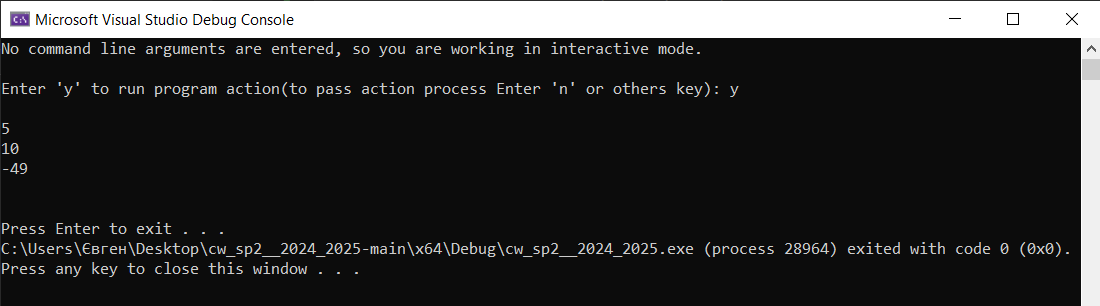 Microsoft Visual Studio Debug Console
No command line arguments are entered, so you are working in interactive mode.
Enter 'y' to run program action(to pass action process Enter 'n' or others key): y
5
10
-49
Press Enter to exit . . .
C:\Users\Євген\Desktop\cw_sp2__2024_2025-main\x64\Debug\cw_sp2__2024_2025.exe (process 28964) exited with code 0 (0x0).
Press any key to close this window . . .